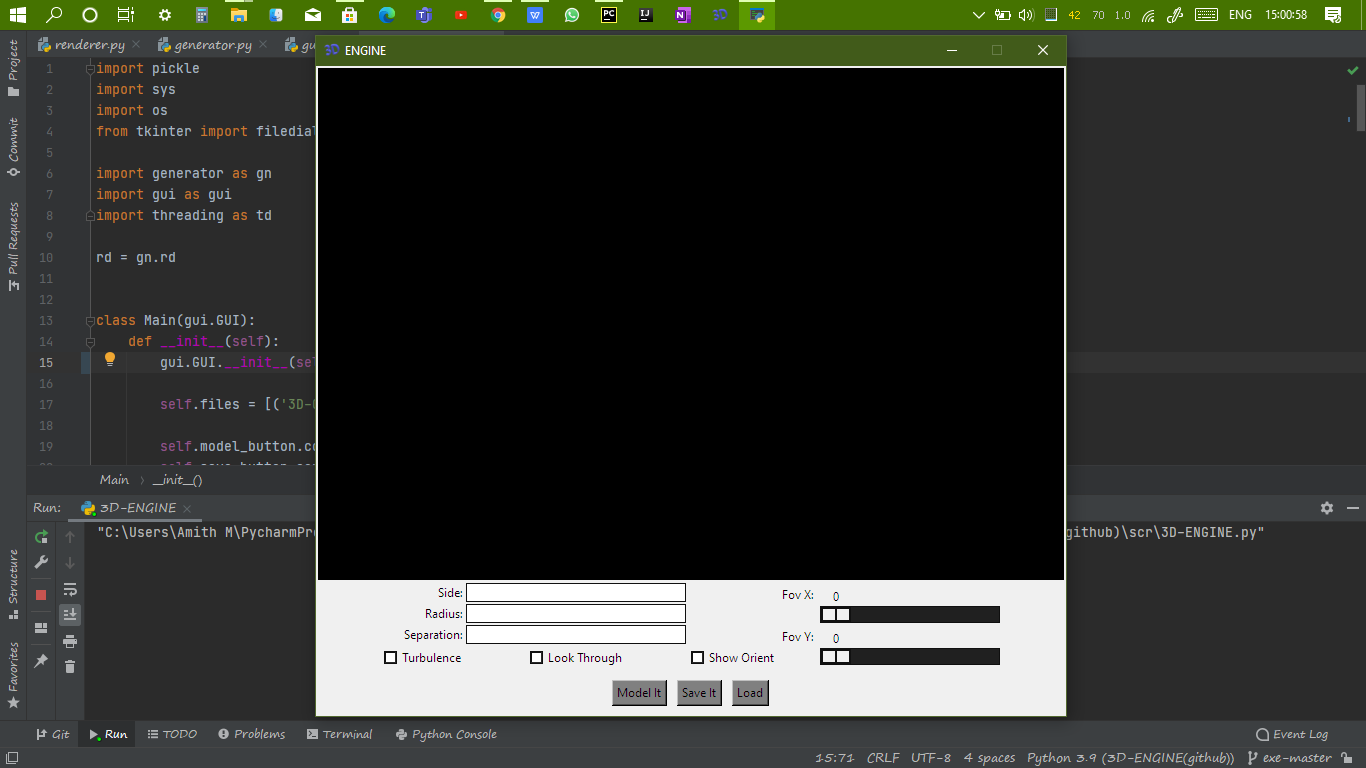 42 70 1.0 ENG 15:00:58
Project
Commit
Pull Requests
Structure
Favorites
renderer.py
generator.py
gu
3D ENGINE
1 import pickle
2 import sys
3 import os
4 from tkinter import filedial
5
6 import generator as gn
7 import gui as gui
8 import threading as td
9
10 rd = gn.rd
11
12
13 class Main(gui.GUI):
14 def __init__(self):
15 gui.GUI.__init__(sel
16
17 self.files = [('3D-
18
19 self.model_button.co
Main › __init__()
Side:
Radius:
Separation:
Fov X: 0
Fov Y: 0
Turbulence Look Through Show Orient
Model It Save It Load
Run: 3D-ENGINE
"C:\Users\Amith M\PycharmPro
github)\scr\3D-ENGINE.py"
Git Run TODO Problems Terminal Python Console Event Log
15:71 CRLF UTF-8 4 spaces Python 3.9 (3D-ENGINE(github)) exe-master